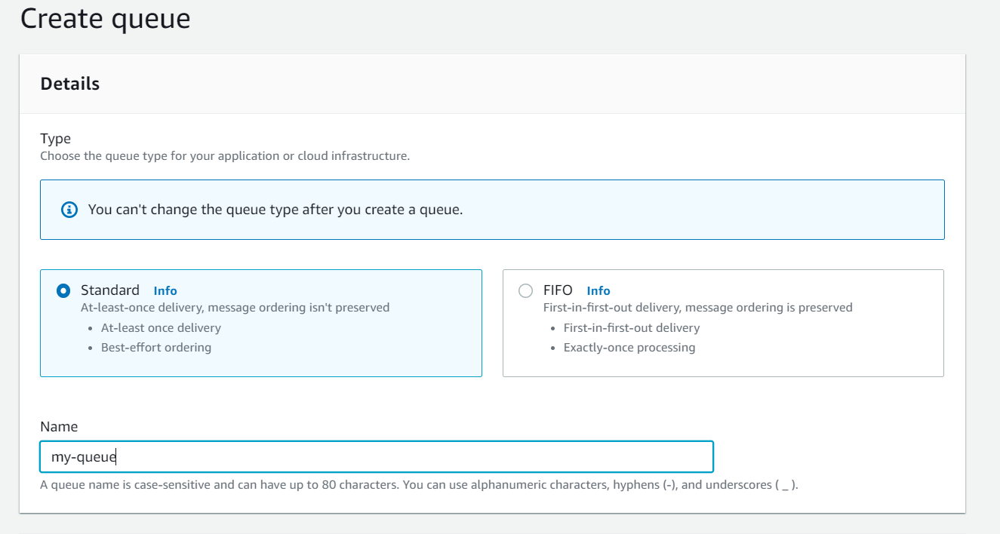 Create queue
Details
Type
Choose the queue type for your application or cloud infrastructure.
You can't change the queue type after you create a queue.
Standard Info
At-least-once delivery, message ordering isn't preserved
• At-least once delivery
• Best-effort ordering
FIFO Info
First-in-first-out delivery, message ordering is preserved
• First-in-first-out delivery
• Exactly-once processing
Name
my-queue
A queue name is case-sensitive and can have up to 80 characters. You can use alphanumeric characters, hyphens (-), and underscores ( _ ).